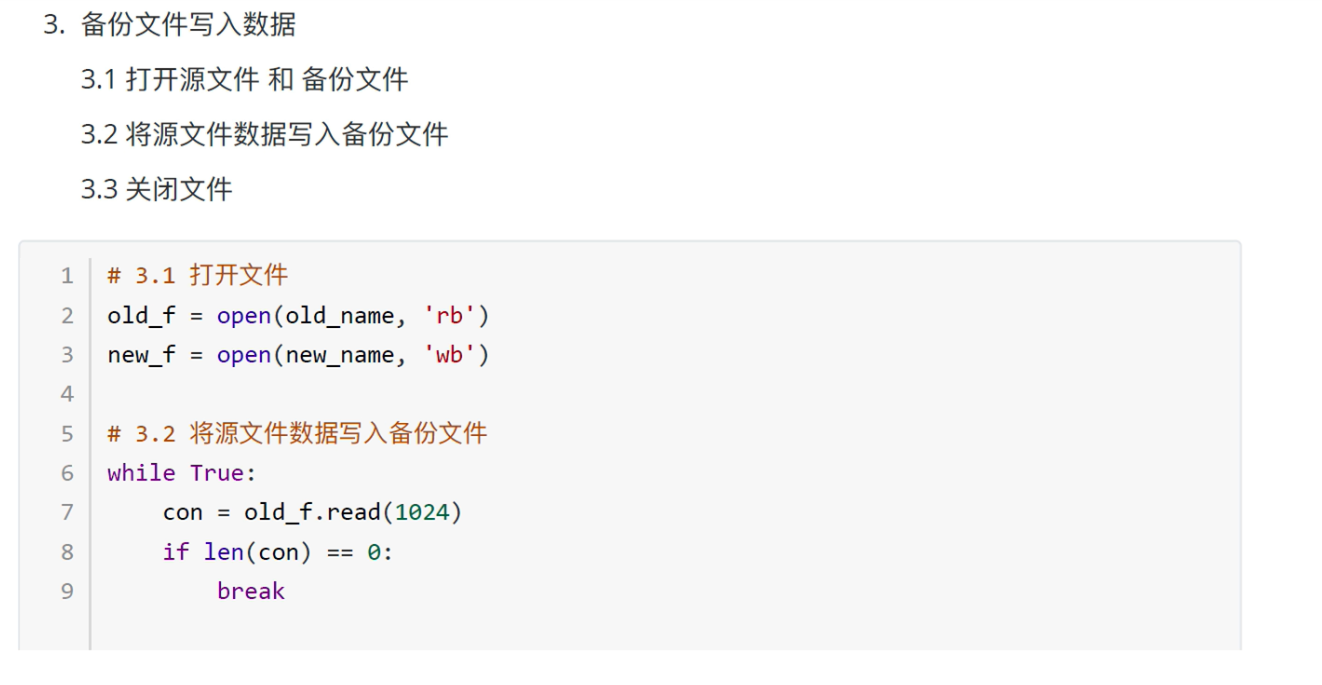 3. 备份文件写入数据
3.1 打开源文件 和 备份文件
3.2 将源文件数据写入备份文件
3.3 关闭文件
1 # 3.1 打开文件
2 old_f = open(old_name, 'rb')
3 new_f = open(new_name, 'wb')
4
5 # 3.2 将源文件数据写入备份文件
6 while True:
7     con = old_f.read(1024)
8     if len(con) == 0:
9         break